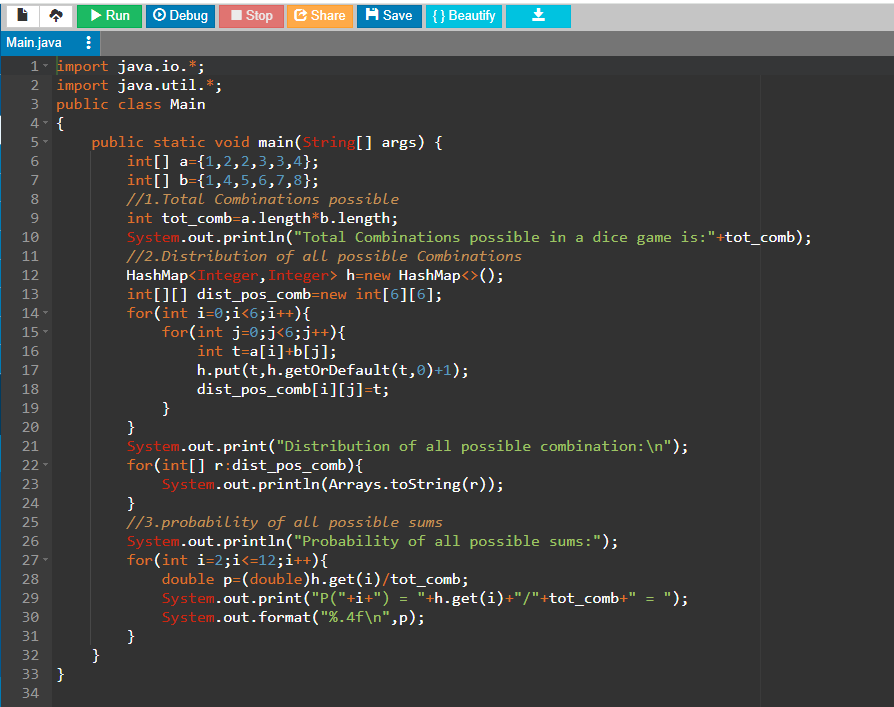 Run Debug Stop Share Save { } Beautify
Main.java
1 import java.io.*;
2 import java.util.*;
3 public class Main
4 {
5     public static void main(String[] args) {
6         int[] a={1,2,2,3,3,4};
7         int[] b={1,4,5,6,7,8};
8         //1.Total Combinations possible
9         int tot_comb=a.length*b.length;
10         System.out.println("Total Combinations possible in a dice game is:"+tot_comb);
11         //2.Distribution of all possible Combinations
12         HashMap<Integer,Integer> h=new HashMap<>();
13         int[][] dist_pos_comb=new int[6][6];
14         for(int i=0;i<6;i++){
15             for(int j=0;j<6;j++){
16                 int t=a[i]+b[j];
17                 h.put(t,h.getOrDefault(t,0)+1);
18                 dist_pos_comb[i][j]=t;
19             }
20         }
21         System.out.print("Distribution of all possible combination:\n");
22         for(int[] r:dist_pos_comb){
23             System.out.println(Arrays.toString(r));
24         }
25         //3.probability of all possible sums
26         System.out.println("Probability of all possible sums:");
27         for(int i=2;i<=12;i++){
28             double p=(double)h.get(i)/tot_comb;
29             System.out.print("P("+i+") = "+h.get(i)+"/"+tot_comb+" = ");
30             System.out.format("%.4f\n",p);
31         }
32     }
33 }
34